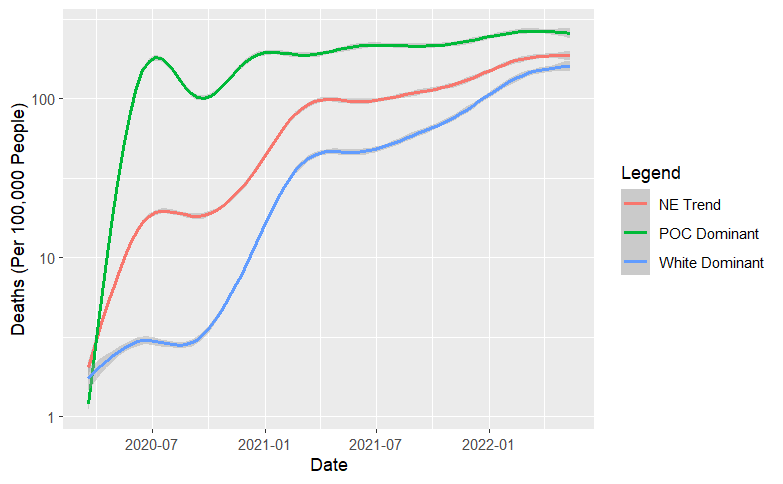 Deaths (Per 100,000 People)
100
10
1
2020-07
2021-01
2021-07
2022-01
Date
Legend
NE Trend
POC Dominant
White Dominant